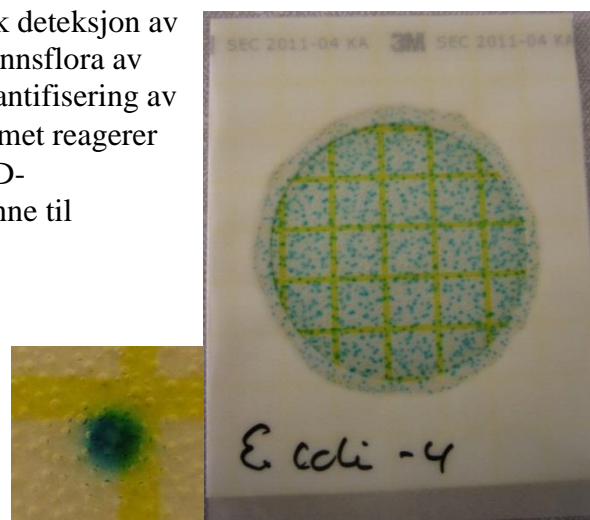 k deteksjon av
nnsflora av
antifisering av
met reagerer
D-
nne til
SEC 2011-04 KA 3M SEC 2011-04 KA
E coli -4